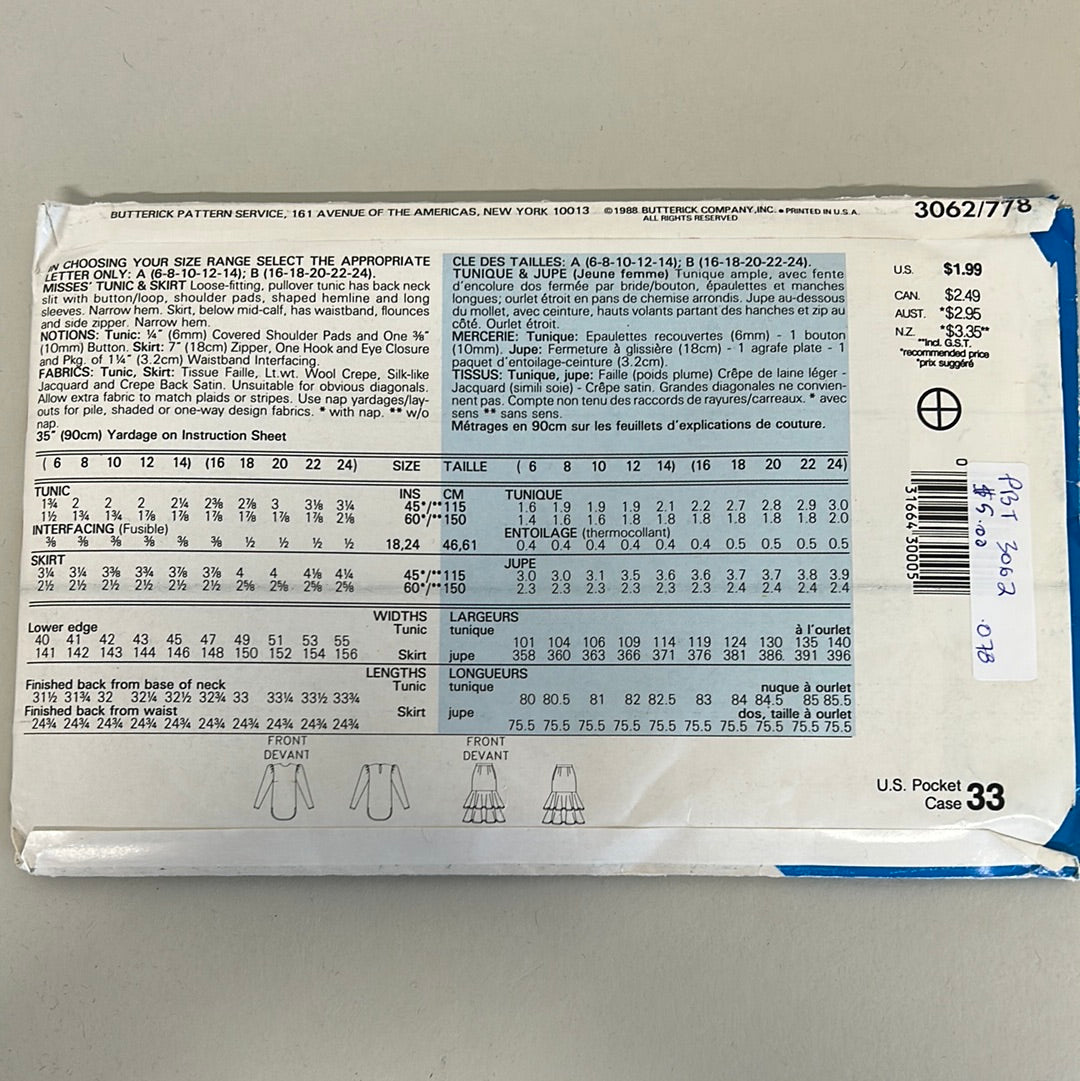 BUTTERICK PATTERN SERVICE, 161 AVENUE OF THE AMERICAS, NEW YORK 10013 ©1988 BUTTERICK COMPANY, INC. • PRINTED IN U.S.A. 3062/778
ALL RIGHTS RESERVED
IN CHOOSING YOUR SIZE RANGE SELECT THE APPROPRIATE
LETTER ONLY: A (6-8-10-12-14); B (16-18-20-22-24).
MISSES' TUNIC & SKIRT Loose-fitting, pullover tunic has back neck
slit with button/loop, shoulder pads, shaped hemline and long
sleeves. Narrow hem. Skirt, below mid-calf, has waistband, flounces
and side zipper. Narrow hem.
NOTIONS: Tunic: ¼" (6mm) Covered Shoulder Pads and One ⅜"
(10mm) Button. Skirt: 7" (18cm) Zipper, One Hook and Eye Closure
and Pkg. of 1¼" (3.2cm) Waistband Interfacing.
FABRICS: Tunic, Skirt: Tissue Faille, Lt.wt. Wool Crepe, Silk-like
Jacquard and Crepe Back Satin. Unsuitable for obvious diagonals.
Allow extra fabric to match plaids or stripes. Use nap yardages/lay-
outs for pile, shaded or one-way design fabrics. * with nap. ** w/o
nap.
35" (90cm) Yardage on Instruction Sheet
CLE DES TAILLES: A (6-8-10-12-14); B (16-18-20-22-24).
TUNIQUE & JUPE (Jeune femme) Tunique ample, avec fente
d'encolure dos fermée par bride/bouton, épaulettes et manches
longues; ourlet étroit en pans de chemise arrondis. Jupe au-dessous
du mollet, avec ceinture, hauts volants partant des hanches et zip au
côté. Ourlet étroit.
MERCERIE: Tunique: Epaulettes recouvertes (6mm) - 1 bouton
(10mm). Jupe: Fermeture à glissière (18cm) - 1 agrafe plate - 1
paquet d'entoilage-ceinture (3.2cm).
TISSUS: Tunique, jupe: Faille (poids plume) Crêpe de laine léger -
Jacquard (simili soie) - Crêpe satin. Grandes diagonales ne convien-
nent pas. Compte non tenu des raccords de rayures/carreaux. * avec
sens ** sans sens.
Métrages en 90cm sur les feuillets d'explications de couture.
U.S. $1.99
CAN. $2.49
AUST. *$2.95
N.Z. *$3.35**
**Incl. G.S.T.
*recommended price
*prix suggéré
( 6 8 10 12 14) (16 18 20 22 24) SIZE TAILLE ( 6 8 10 12 14) (16 18 20 22 24)
TUNIC INS CM TUNIQUE
1¾ 2 2 2 2¼ 2⅜ 2⅞ 3 3⅛ 3¼ 45*/** 115 1.6 1.9 1.9 1.9 2.1 2.2 2.7 2.8 2.9 3.0
1½ 1¾ 1¾ 1⅞ 1⅞ 1⅞ 1⅞ 1⅞ 1⅞ 2⅛ 60*/** 150 1.4 1.6 1.6 1.8 1.8 1.8 1.8 1.8 1.8 2.0
INTERFACING (Fusible) ENTOILAGE (thermocollant)
⅜ ⅜ ⅜ ⅜ ⅜ ⅜ ½ ½ ½ ½ 18,24 46,61 0.4 0.4 0.4 0.4 0.4 0.4 0.5 0.5 0.5 0.5
SKIRT JUPE
3¼ 3¼ 3⅜ 3¾ 3⅞ 3⅞ 4 4 4⅛ 4¼ 45*/** 115 3.0 3.0 3.1 3.5 3.6 3.6 3.7 3.7 3.8 3.9
2½ 2½ 2½ 2½ 2½ 2½ 2⅝ 2⅝ 2⅝ 2⅝ 60*/** 150 2.3 2.3 2.3 2.3 2.3 2.3 2.4 2.4 2.4 2.4
WIDTHS LARGEURS
Lower edge Tunic tunique à l'ourlet
40 41 42 43 45 47 49 51 53 55 101 104 106 109 114 119 124 130 135 140
141 142 143 144 146 148 150 152 154 156 Skirt jupe 358 360 363 366 371 376 381 386 391 396
LENGTHS LONGUEURS
Finished back from base of neck Tunic tunique nuque à ourlet
31½ 31¾ 32 32¼ 32½ 32¾ 33 33¼ 33½ 33¾ 80 80.5 81 82 82.5 83 84 84.5 85 85.5
Finished back from waist Skirt jupe dos, taille à ourlet
24¾ 24¾ 24¾ 24¾ 24¾ 24¾ 24¾ 24¾ 24¾ 24¾ 75.5 75.5 75.5 75.5 75.5 75.5 75.5 75.5 75.5 75.5
FRONT FRONT
DEVANT DEVANT
0
31664 30005
PBT 3062 .078
$5.00
U.S. Pocket
Case 33